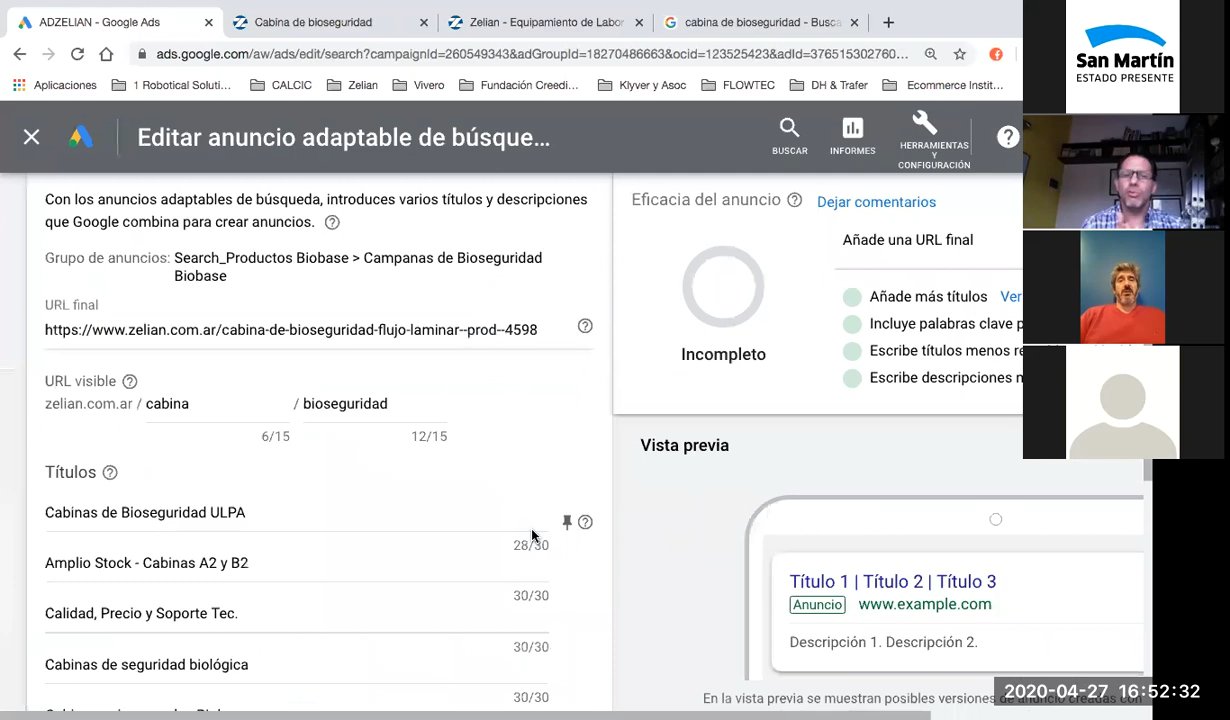 ADZELIAN - Google Ads
Cabina de bioseguridad
Zelian - Equipamiento de Labor
cabina de bioseguridad - Busca
ads.google.com/aw/ads/edit/search?campaignId=260549343&adGroupId=18270486663&ocid=123525423&adId=376515302760...
Aplicaciones
1 Robotical Soluti...
CALCIC
Zelian
Vivero
Fundación Creedi...
Klyver y Asoc
FLOWTEC
DH & Trafer
Ecommerce Instit...
San Martín
ESTADO PRESENTE
Editar anuncio adaptable de búsque...
BUSCAR
INFORMES
HERRAMIENTAS
Y
CONFIGURACIÓN
Con los anuncios adaptables de búsqueda, introduces varios títulos y descripciones
que Google combina para crear anuncios.
Grupo de anuncios: Search_Productos Biobase > Campanas de Bioseguridad
Biobase
URL final
https://www.zelian.com.ar/cabina-de-bioseguridad-flujo-laminar--prod--4598
URL visible
zelian.com.ar / cabina / bioseguridad
6/15
12/15
Títulos
Cabinas de Bioseguridad ULPA
28/30
Amplio Stock - Cabinas A2 y B2
30/30
Calidad, Precio y Soporte Tec.
30/30
Cabinas de seguridad biológica
30/30
Eficacia del anuncio
Dejar comentarios
Incompleto
Añade una URL final
Añade más títulos Ver
Incluye palabras clave p
Escribe títulos menos re
Escribe descripciones m
Vista previa
Título 1 | Título 2 | Título 3
Anuncio www.example.com
Descripción 1. Descripción 2.
En la vista previa se muestran posibles versiones de anuncio creadas con
2020-04-27 16:52:32